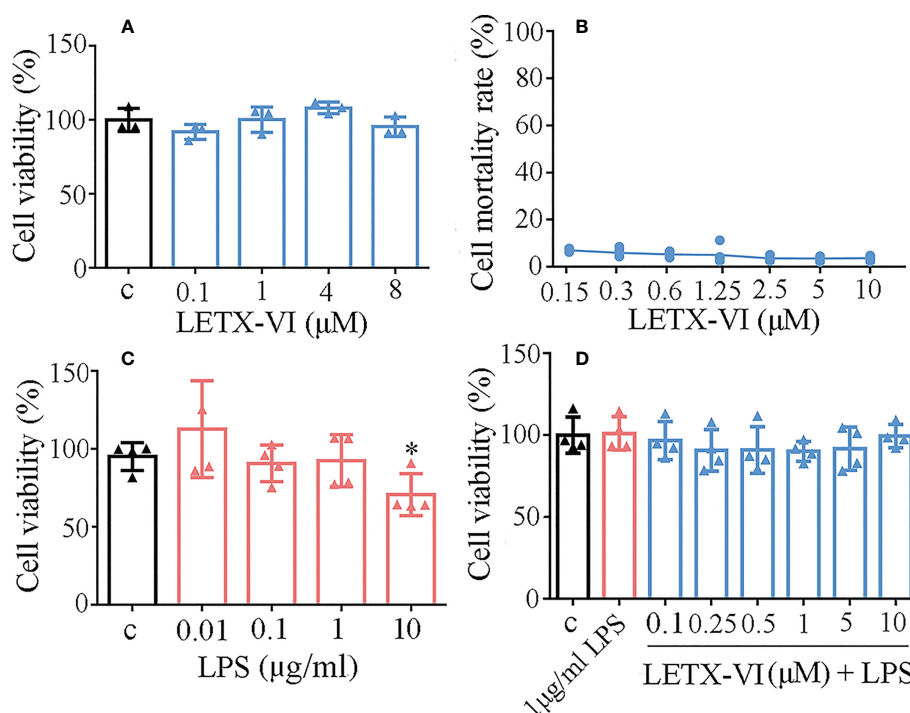 A
Cell viability (%)
150
100
50
0
c
0.1
1
4
8
LETX-VI (μM)
B
Cell mortality rate (%)
100
80
60
40
20
0
0.15
0.3
0.6
1.25
2.5
5
10
LETX-VI (μM)
C
Cell viability (%)
150
100
50
0
*
c
0.01
0.1
1
10
LPS (μg/ml)
D
Cell viability (%)
150
100
50
0
c
1μg/ml LPS
0.1
0.25
0.5
1
5
10
LETX-VI (μM) + LPS